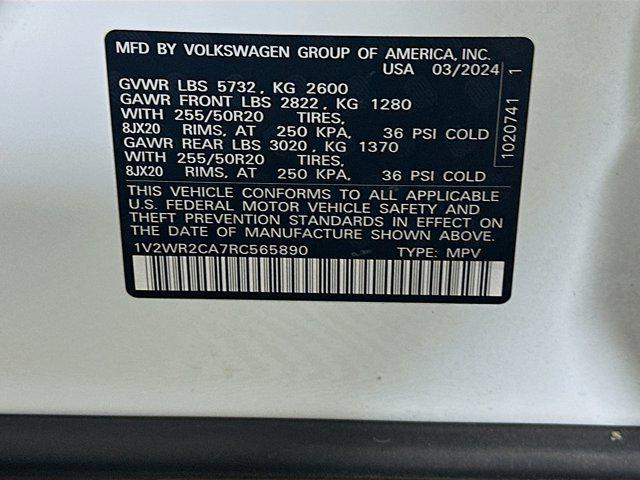 MFD BY VOLKSWAGEN GROUP OF AMERICA, INC.
USA 03/2024
GVWR LBS 5732, KG 2600
GAWR FRONT LBS 2822, KG 1280
WITH 255/50R20 TIRES,
8JX20 RIMS, AT 250 KPA, 36 PSI COLD
GAWR REAR LBS 3020, KG 1370
WITH 255/50R20 TIRES,
8JX20 RIMS, AT 250 KPA, 36 PSI COLD
THIS VEHICLE CONFORMS TO ALL APPLICABLE
U.S. FEDERAL MOTOR VEHICLE SAFETY AND
THEFT PREVENTION STANDARDS IN EFFECT ON
THE DATE OF MANUFACTURE SHOWN ABOVE.
1V2WR2CA7RC565890 TYPE: MPV
1020741 1